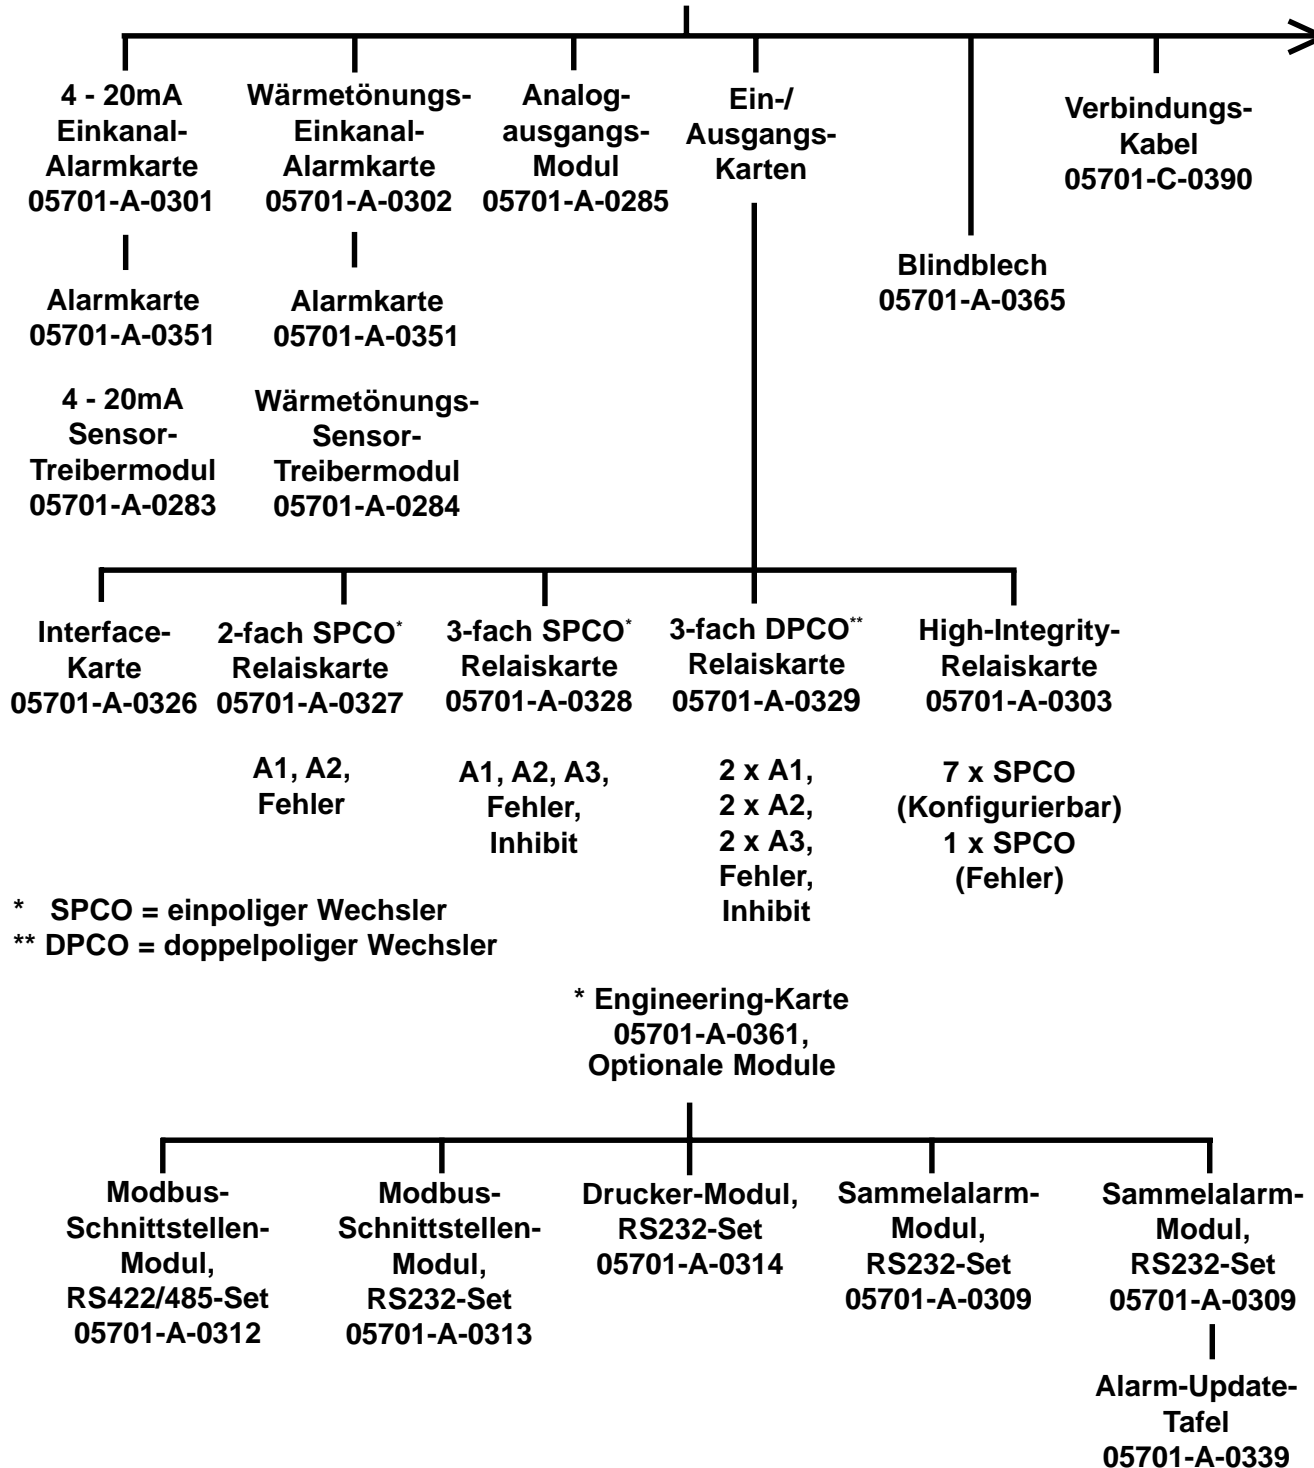 4 - 20mA
Einkanal-
Alarmkarte
05701-A-0301
Wärmetönungs-
Einkanal-
Alarmkarte
05701-A-0302
Analog-
ausgangs-
Modul
05701-A-0285
Ein-/
Ausgangs-
Karten
Verbindungs-
Kabel
05701-C-0390
Blindblech
05701-A-0365
Alarmkarte
05701-A-0351
Alarmkarte
05701-A-0351
4 - 20mA
Sensor-
Treibermodul
05701-A-0283
Wärmetönungs-
Sensor-
Treibermodul
05701-A-0284
Interface-
Karte
05701-A-0326
2-fach SPCO*
Relaiskarte
05701-A-0327
A1, A2,
Fehler
3-fach SPCO*
Relaiskarte
05701-A-0328
A1, A2, A3,
Fehler,
Inhibit
3-fach DPCO**
Relaiskarte
05701-A-0329
2 x A1,
2 x A2,
2 x A3,
Fehler,
Inhibit
High-Integrity-
Relaiskarte
05701-A-0303
7 x SPCO
(Konfigurierbar)
1 x SPCO
(Fehler)
* SPCO = einpoliger Wechsler
** DPCO = doppelpoliger Wechsler
* Engineering-Karte
05701-A-0361,
Optionale Module
Modbus-
Schnittstellen-
Modul,
RS422/485-Set
05701-A-0312
Modbus-
Schnittstellen-
Modul,
RS232-Set
05701-A-0313
Drucker-Modul,
RS232-Set
05701-A-0314
Sammelalarm-
Modul,
RS232-Set
05701-A-0309
Sammelalarm-
Modul,
RS232-Set
05701-A-0309
Alarm-Update-
Tafel
05701-A-0339